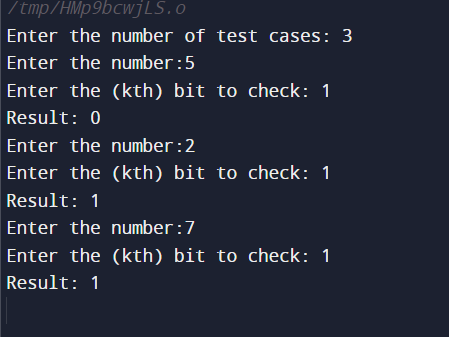 /tmp/HMp9bcwjLS.o
Enter the number of test cases: 3
Enter the number:5
Enter the (kth) bit to check: 1
Result: 0
Enter the number:2
Enter the (kth) bit to check: 1
Result: 1
Enter the number:7
Enter the (kth) bit to check: 1
Result: 1